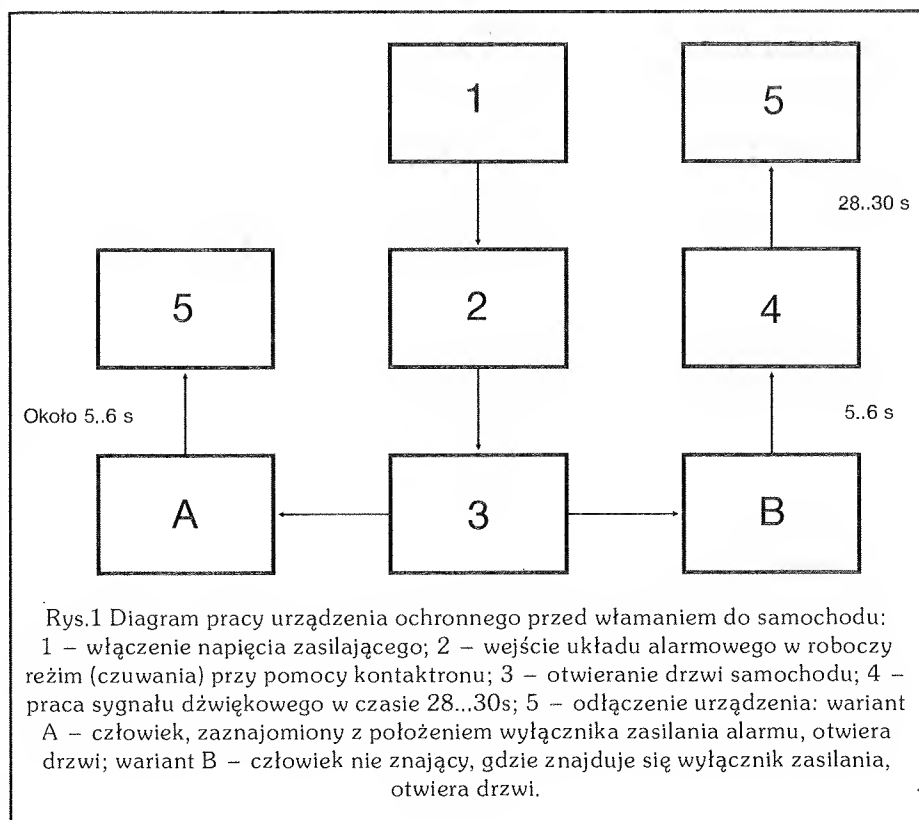 1
5
28..30 s
5
2
4
Około 5..6 s
5..6 s
A
3
B
Rys.1 Diagram pracy urządzenia ochronnego przed włamaniem do samochodu:
1 – włączenie napięcia zasilającego; 2 – wejście układu alarmowego w roboczy
reżim (czuwania) przy pomocy kontaktronu; 3 – otwieranie drzwi samochodu; 4 –
praca sygnału dźwiękowego w czasie 28...30s; 5 – odłączenie urządzenia: wariant
A – człowiek, zaznajomiony z położeniem wyłącznika zasilania alarmu, otwiera
drzwi; wariant B – człowiek nie znający, gdzie znajduje się wyłącznik zasilania,
otwiera drzwi.